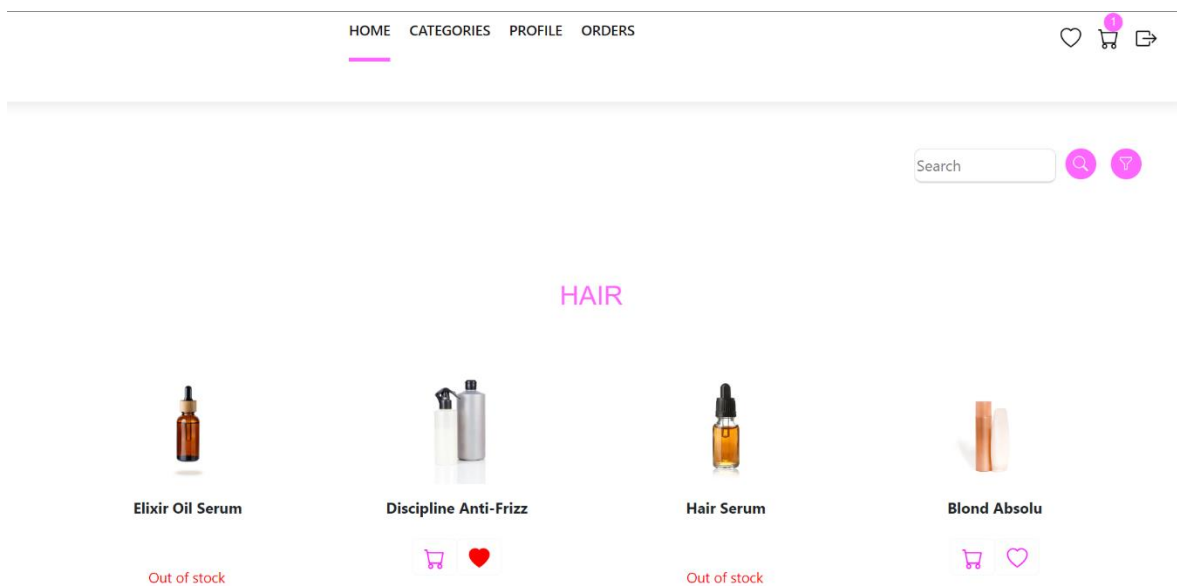 HOME CATEGORIES PROFILE ORDERS
1
Search
HAIR
Elixir Oil Serum
Discipline Anti-Frizz
Hair Serum
Blond Absolu
Out of stock
Out of stock